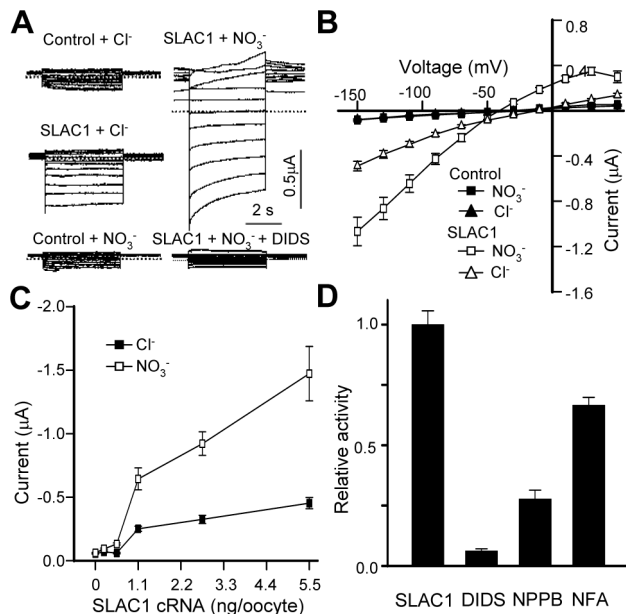 A
Control + Cl⁻
SLAC1 + NO₃⁻
SLAC1 + Cl⁻
0.5µA
2 s
Control + NO₃⁻
SLAC1 + NO₃⁻ + DIDS
B
Voltage (mV)
-150
-100
-50
0.8
0.4
-0.4
-0.8
-1.2
-1.6
Current (µA)
Control
NO₃⁻
Cl⁻
SLAC1
NO₃⁻
Cl⁻
C
Current (µA)
-2.0
-1.5
-1.0
-0.5
0.0
Cl⁻
NO₃⁻
0
1.1
2.2
3.3
4.4
5.5
SLAC1 cRNA (ng/oocyte)
D
Relative activity
1.0
0.5
0
SLAC1
DIDS
NPPB
NFA